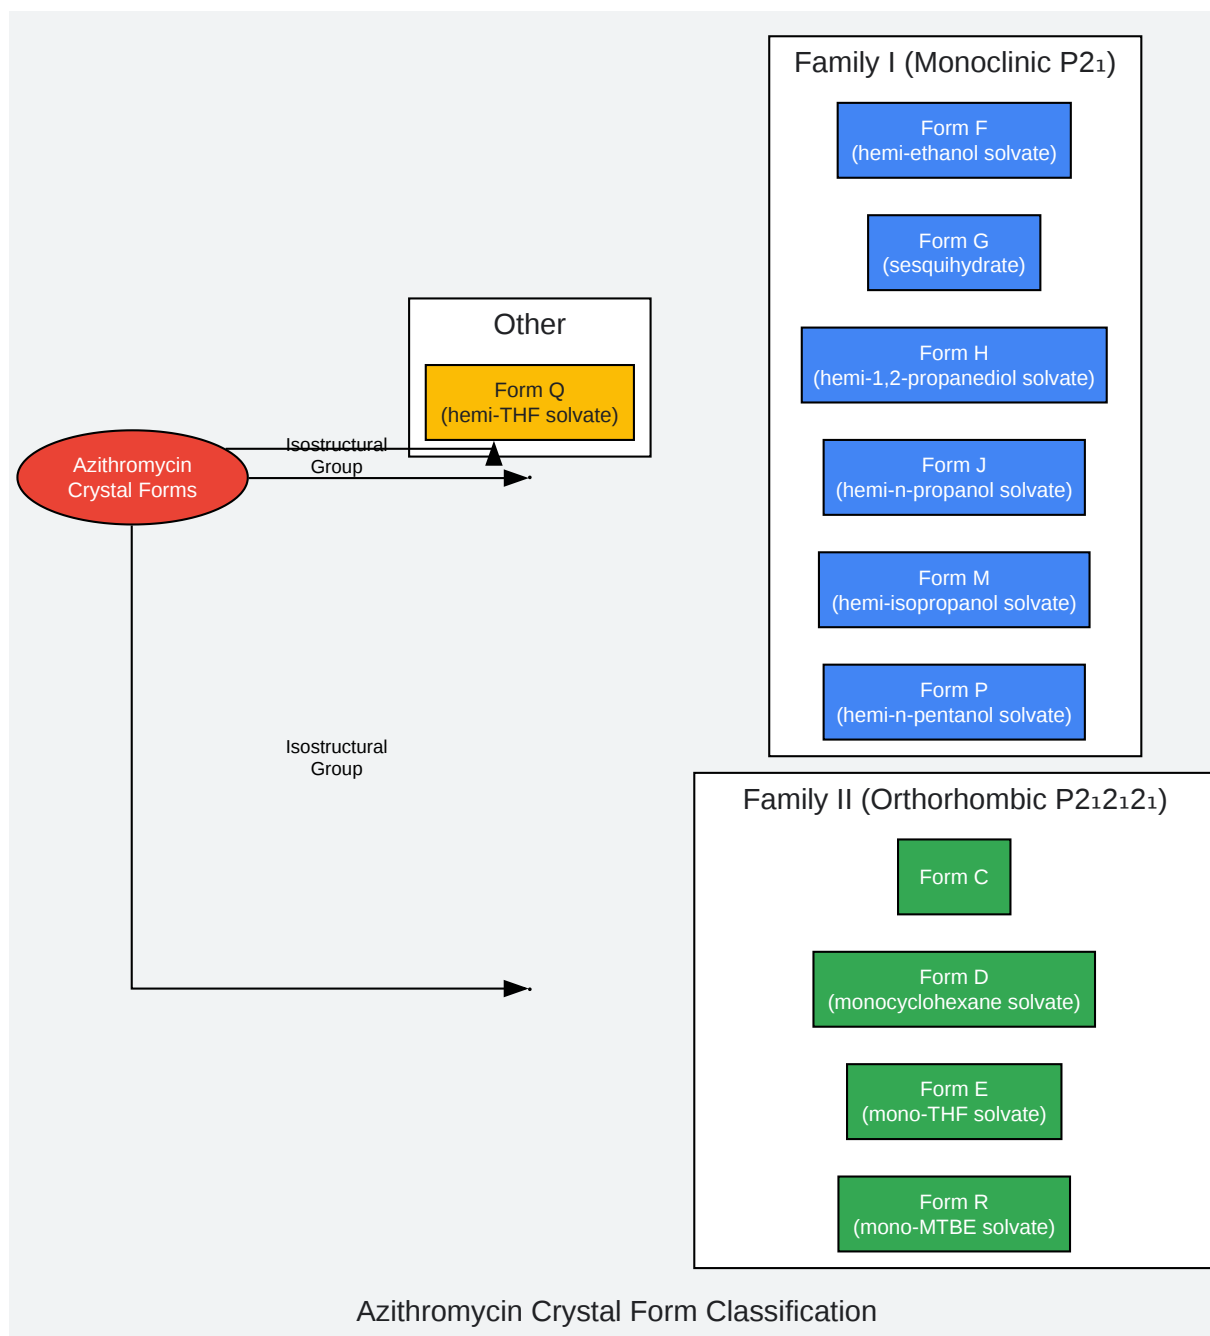 Family I (Monoclinic P2₁)
Form F
(hemi-ethanol solvate)
Form G
(sesquihydrate)
Form H
(hemi-1,2-propanediol solvate)
Form J
(hemi-n-propanol solvate)
Form M
(hemi-isopropanol solvate)
Form P
(hemi-n-pentanol solvate)
Other
Form Q
(hemi-THF solvate)
Azithromycin
Crystal Forms
Isostructural
Group
Isostructural
Group
Family II (Orthorhombic P2₁2₁2₁)
Form C
Form D
(monocyclohexane solvate)
Form E
(mono-THF solvate)
Form R
(mono-MTBE solvate)
Azithromycin Crystal Form Classification